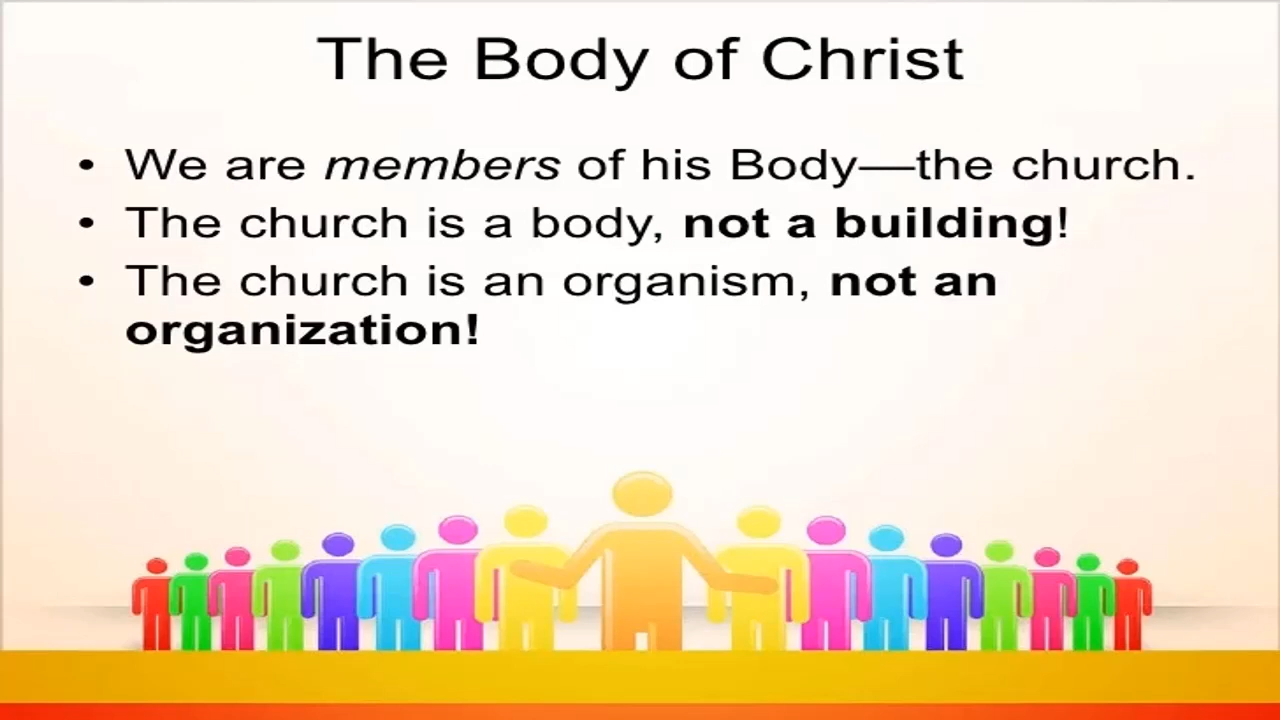 The Body of Christ
• We are members of his Body—the church.
• The church is a body, not a building!
• The church is an organism, not an
organization!